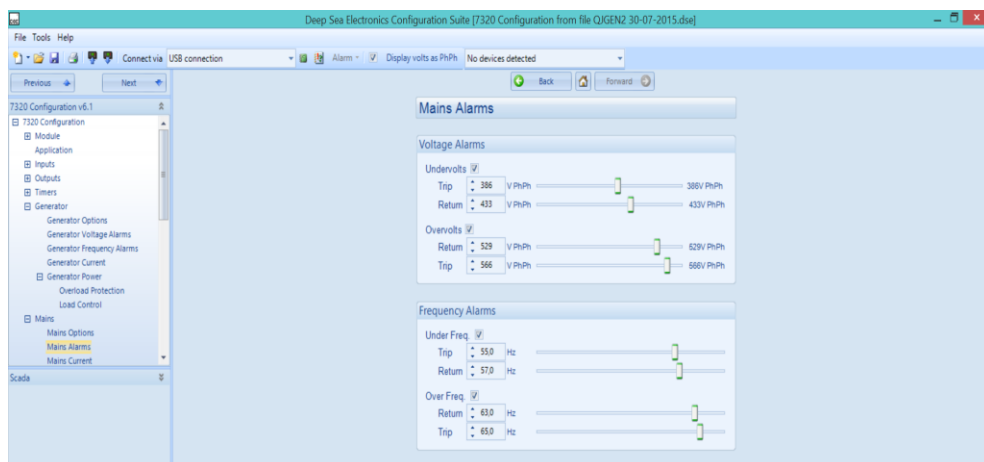 Deep Sea Electronics Configuration Suite [7320 Configuration from file QJGEN2 30-07-2015.dse]
File Tools Help
Connect via USB connection Alarm Display volts as PhPh No devices detected
Previous Next
Back Forward
7320 Configuration v6.1
7320 Configuration
Module
Application
Inputs
Outputs
Timers
Generator
Generator Options
Generator Voltage Alarms
Generator Frequency Alarms
Generator Current
Generator Power
Overload Protection
Load Control
Mains
Mains Options
Mains Alarms
Mains Current
Scada
Mains Alarms
Voltage Alarms
Undervolts
Trip 386 V PhPh 386V PhPh
Return 433 V PhPh 433V PhPh
Overvolts
Return 529 V PhPh 529V PhPh
Trip 566 V PhPh 566V PhPh
Frequency Alarms
Under Freq.
Trip 55,0 Hz
Return 57,0 Hz
Over Freq.
Return 63,0 Hz
Trip 65,0 Hz